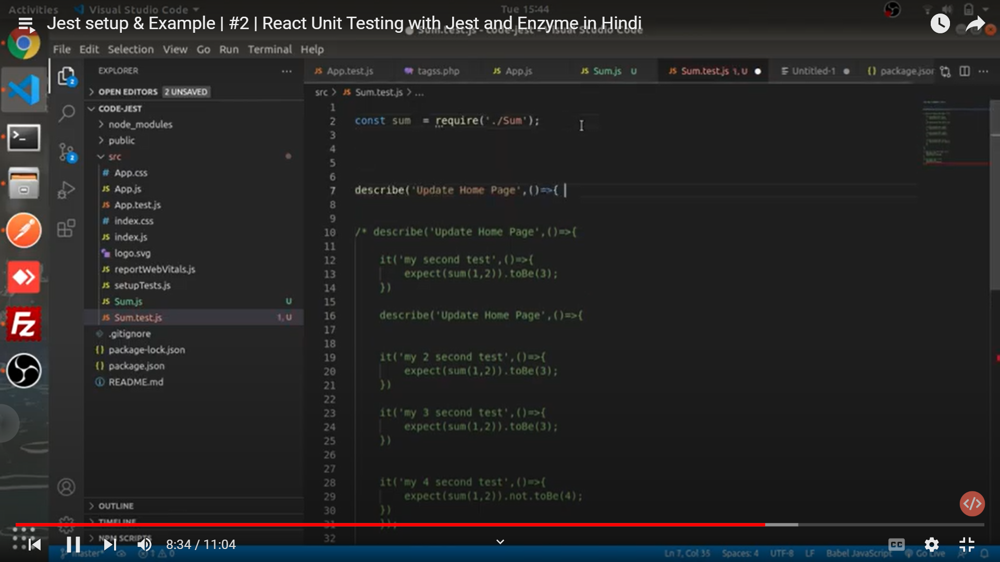 Activities
Visual Studio Code
Tue 15:44
Jest setup & Example | #2 | React Unit Testing with Jest and Enzyme in Hindi
Sum.test.js - code-jest - Visual Studio Code
File Edit Selection View Go Run Terminal Help
EXPLORER
OPEN EDITORS 2 UNSAVED
CODE-JEST
node_modules
public
src
App.css
App.js
App.test.js
index.css
index.js
logo.svg
reportWebVitals.js
setupTests.js
Sum.js U
Sum.test.js 1, U
.gitignore
package-lock.json
package.json
README.md
OUTLINE
TIMELINE
NPM SCRIPTS
App.test.js tagss.php App.js Sum.js U Sum.test.js 1, U Untitled-1 package.json
src > Sum.test.js > ...
1
2 const sum  = require('./Sum');
3
4
5
6
7 describe('Update Home Page',()=>{
8
9
10 /* describe('Update Home Page',()=>{
11
12 it('my second test',()=>{
13 expect(sum(1,2)).toBe(3);
14 })
15
16 describe('Update Home Page',()=>{
17
18
19 it('my 2 second test',()=>{
20 expect(sum(1,2)).toBe(3);
21 })
22
23 it('my 3 second test',()=>{
24 expect(sum(1,2)).toBe(3);
25 })
26
27
28 it('my 4 second test',()=>{
29 expect(sum(1,2)).not.toBe(4);
30 })
31 });
32
8:34 / 11:04
CC
master*
Ln 7, Col 35 Spaces: 4 UTF-8 LF Babel JavaScript Go Live